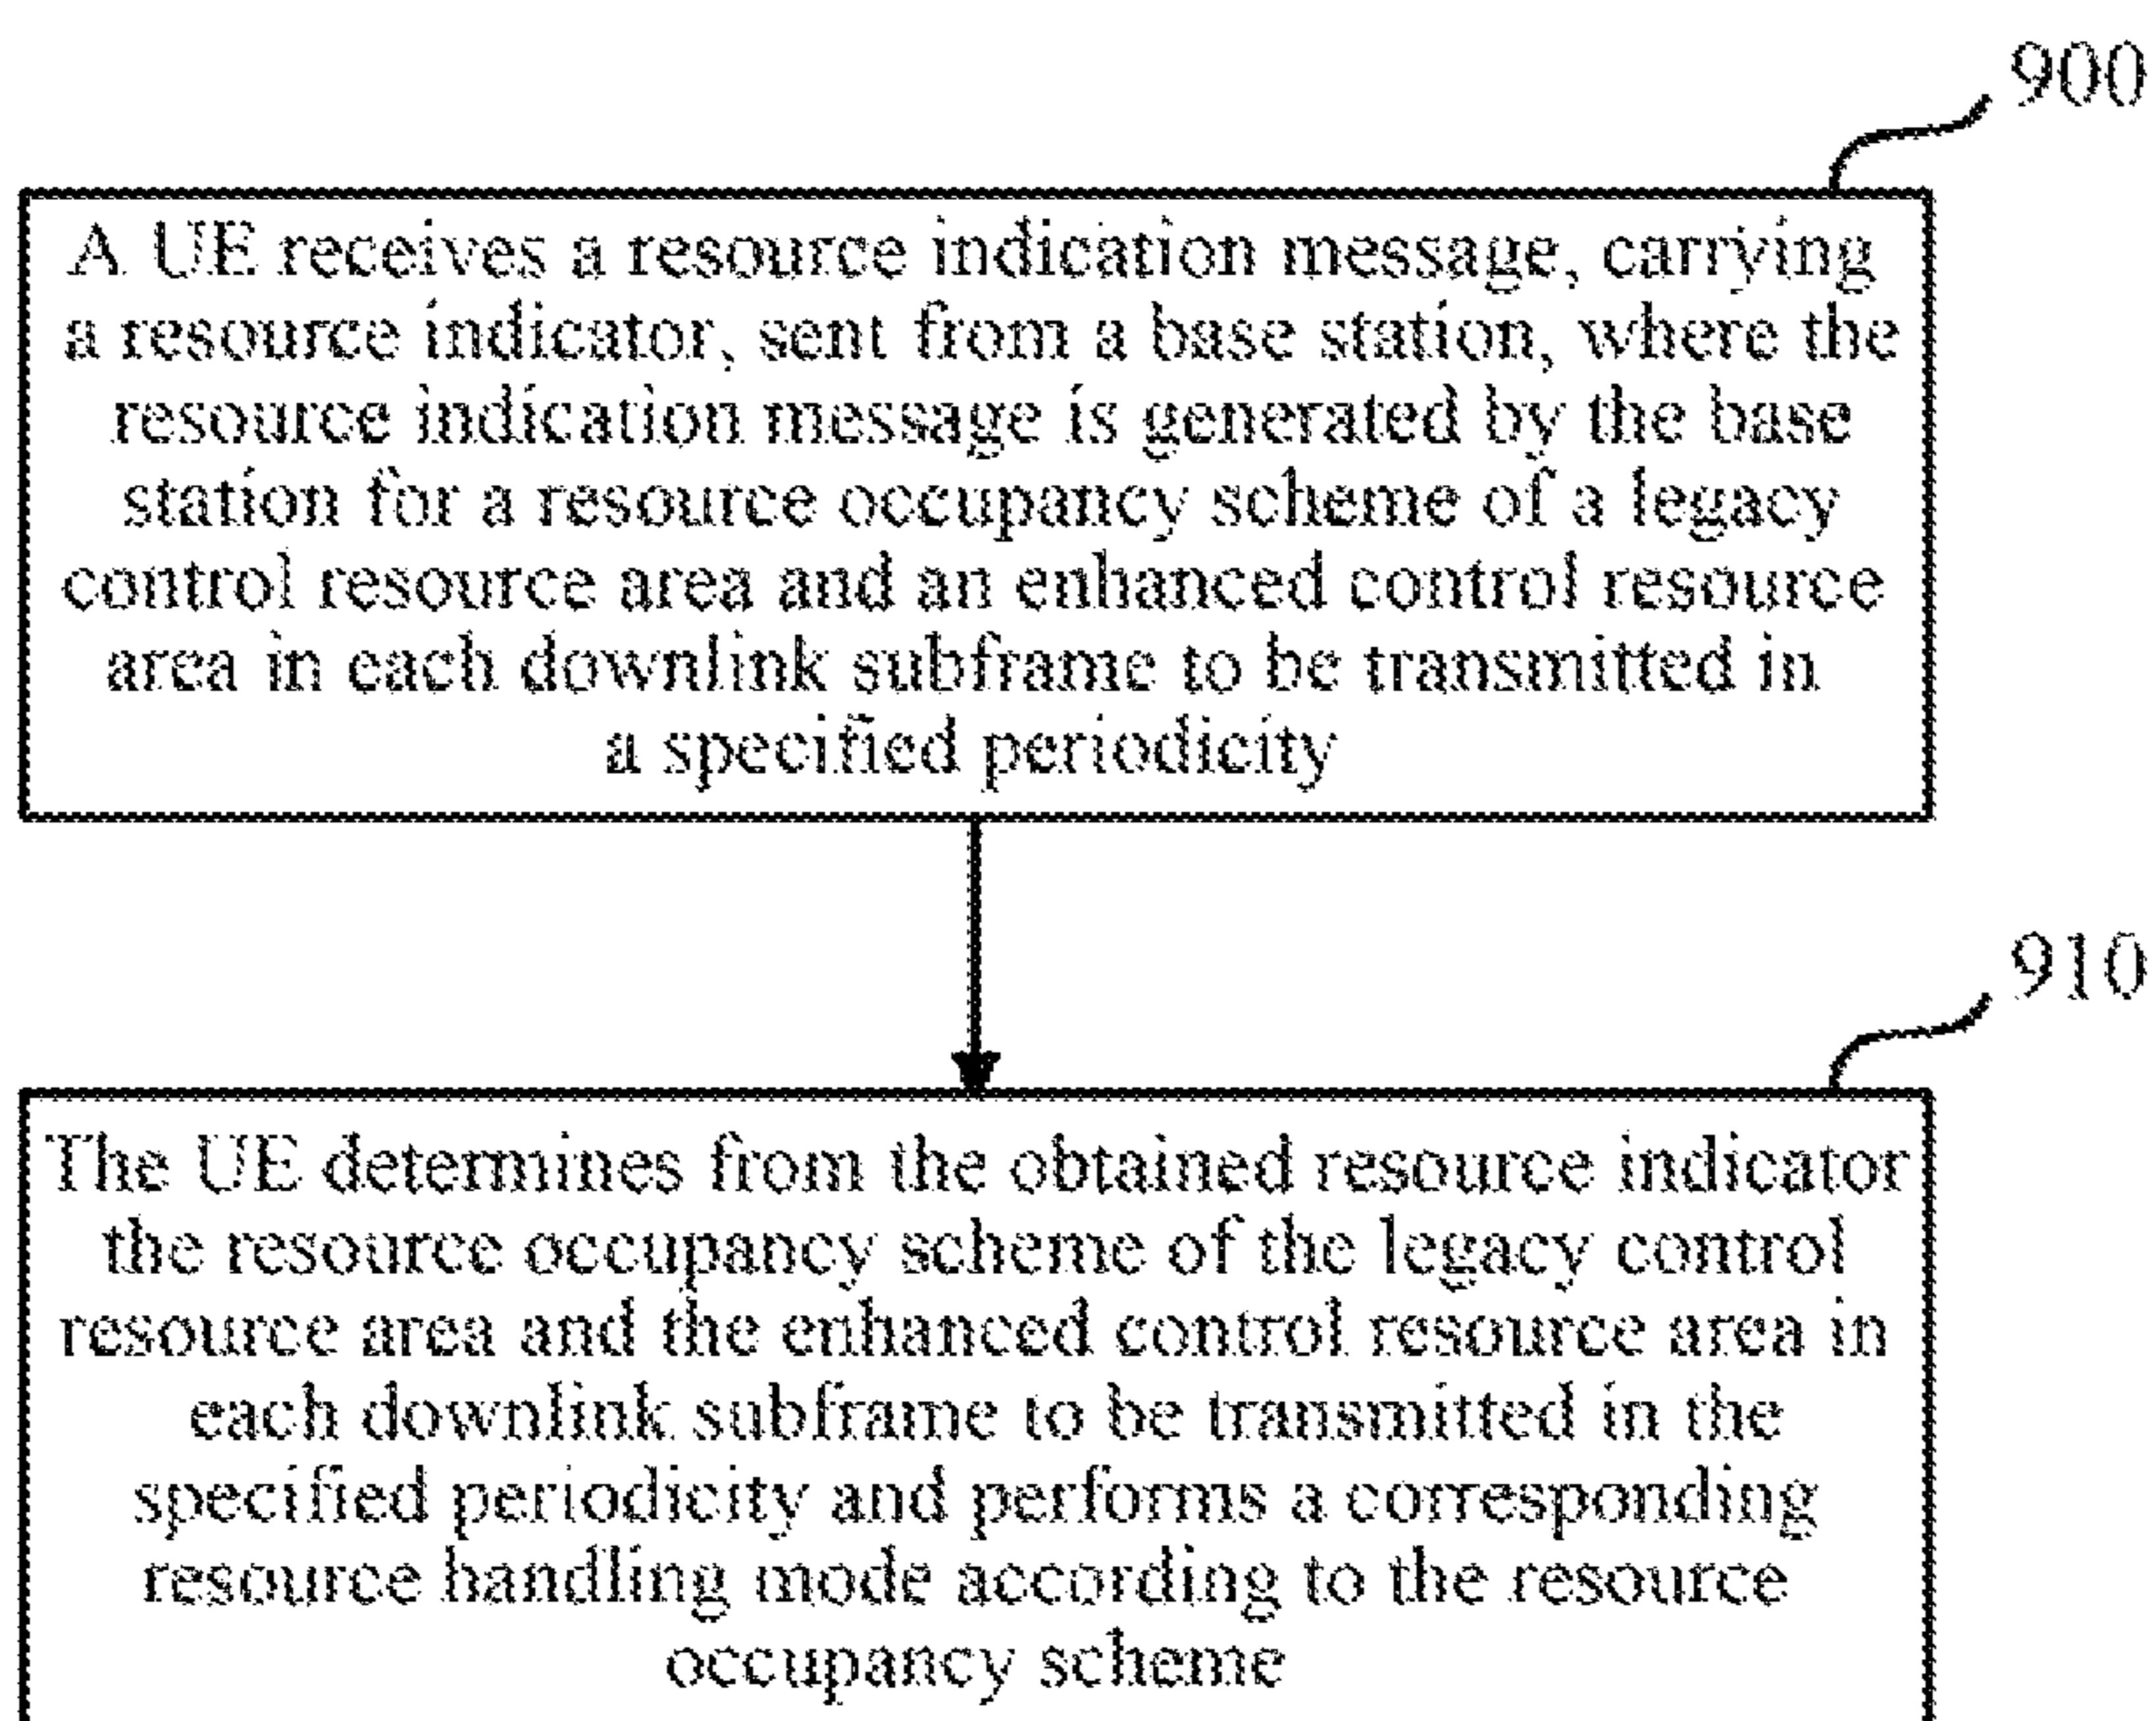 900
A UE receives a resource indication message, carrying
a resource indicator, sent from a base station, where the
resource indication message is generated by the base
station for a resource occupancy scheme of a legacy
control resource area and an enhanced control resource
area in each downlink subframe to be transmitted in
a specified periodicity
910
The UE determines from the obtained resource indicator
the resource occupancy scheme of the legacy control
resource area and the enhanced control resource area in
each downlink subframe to be transmitted in the
specified periodicity and performs a corresponding
resource handling mode according to the resource
occupancy scheme